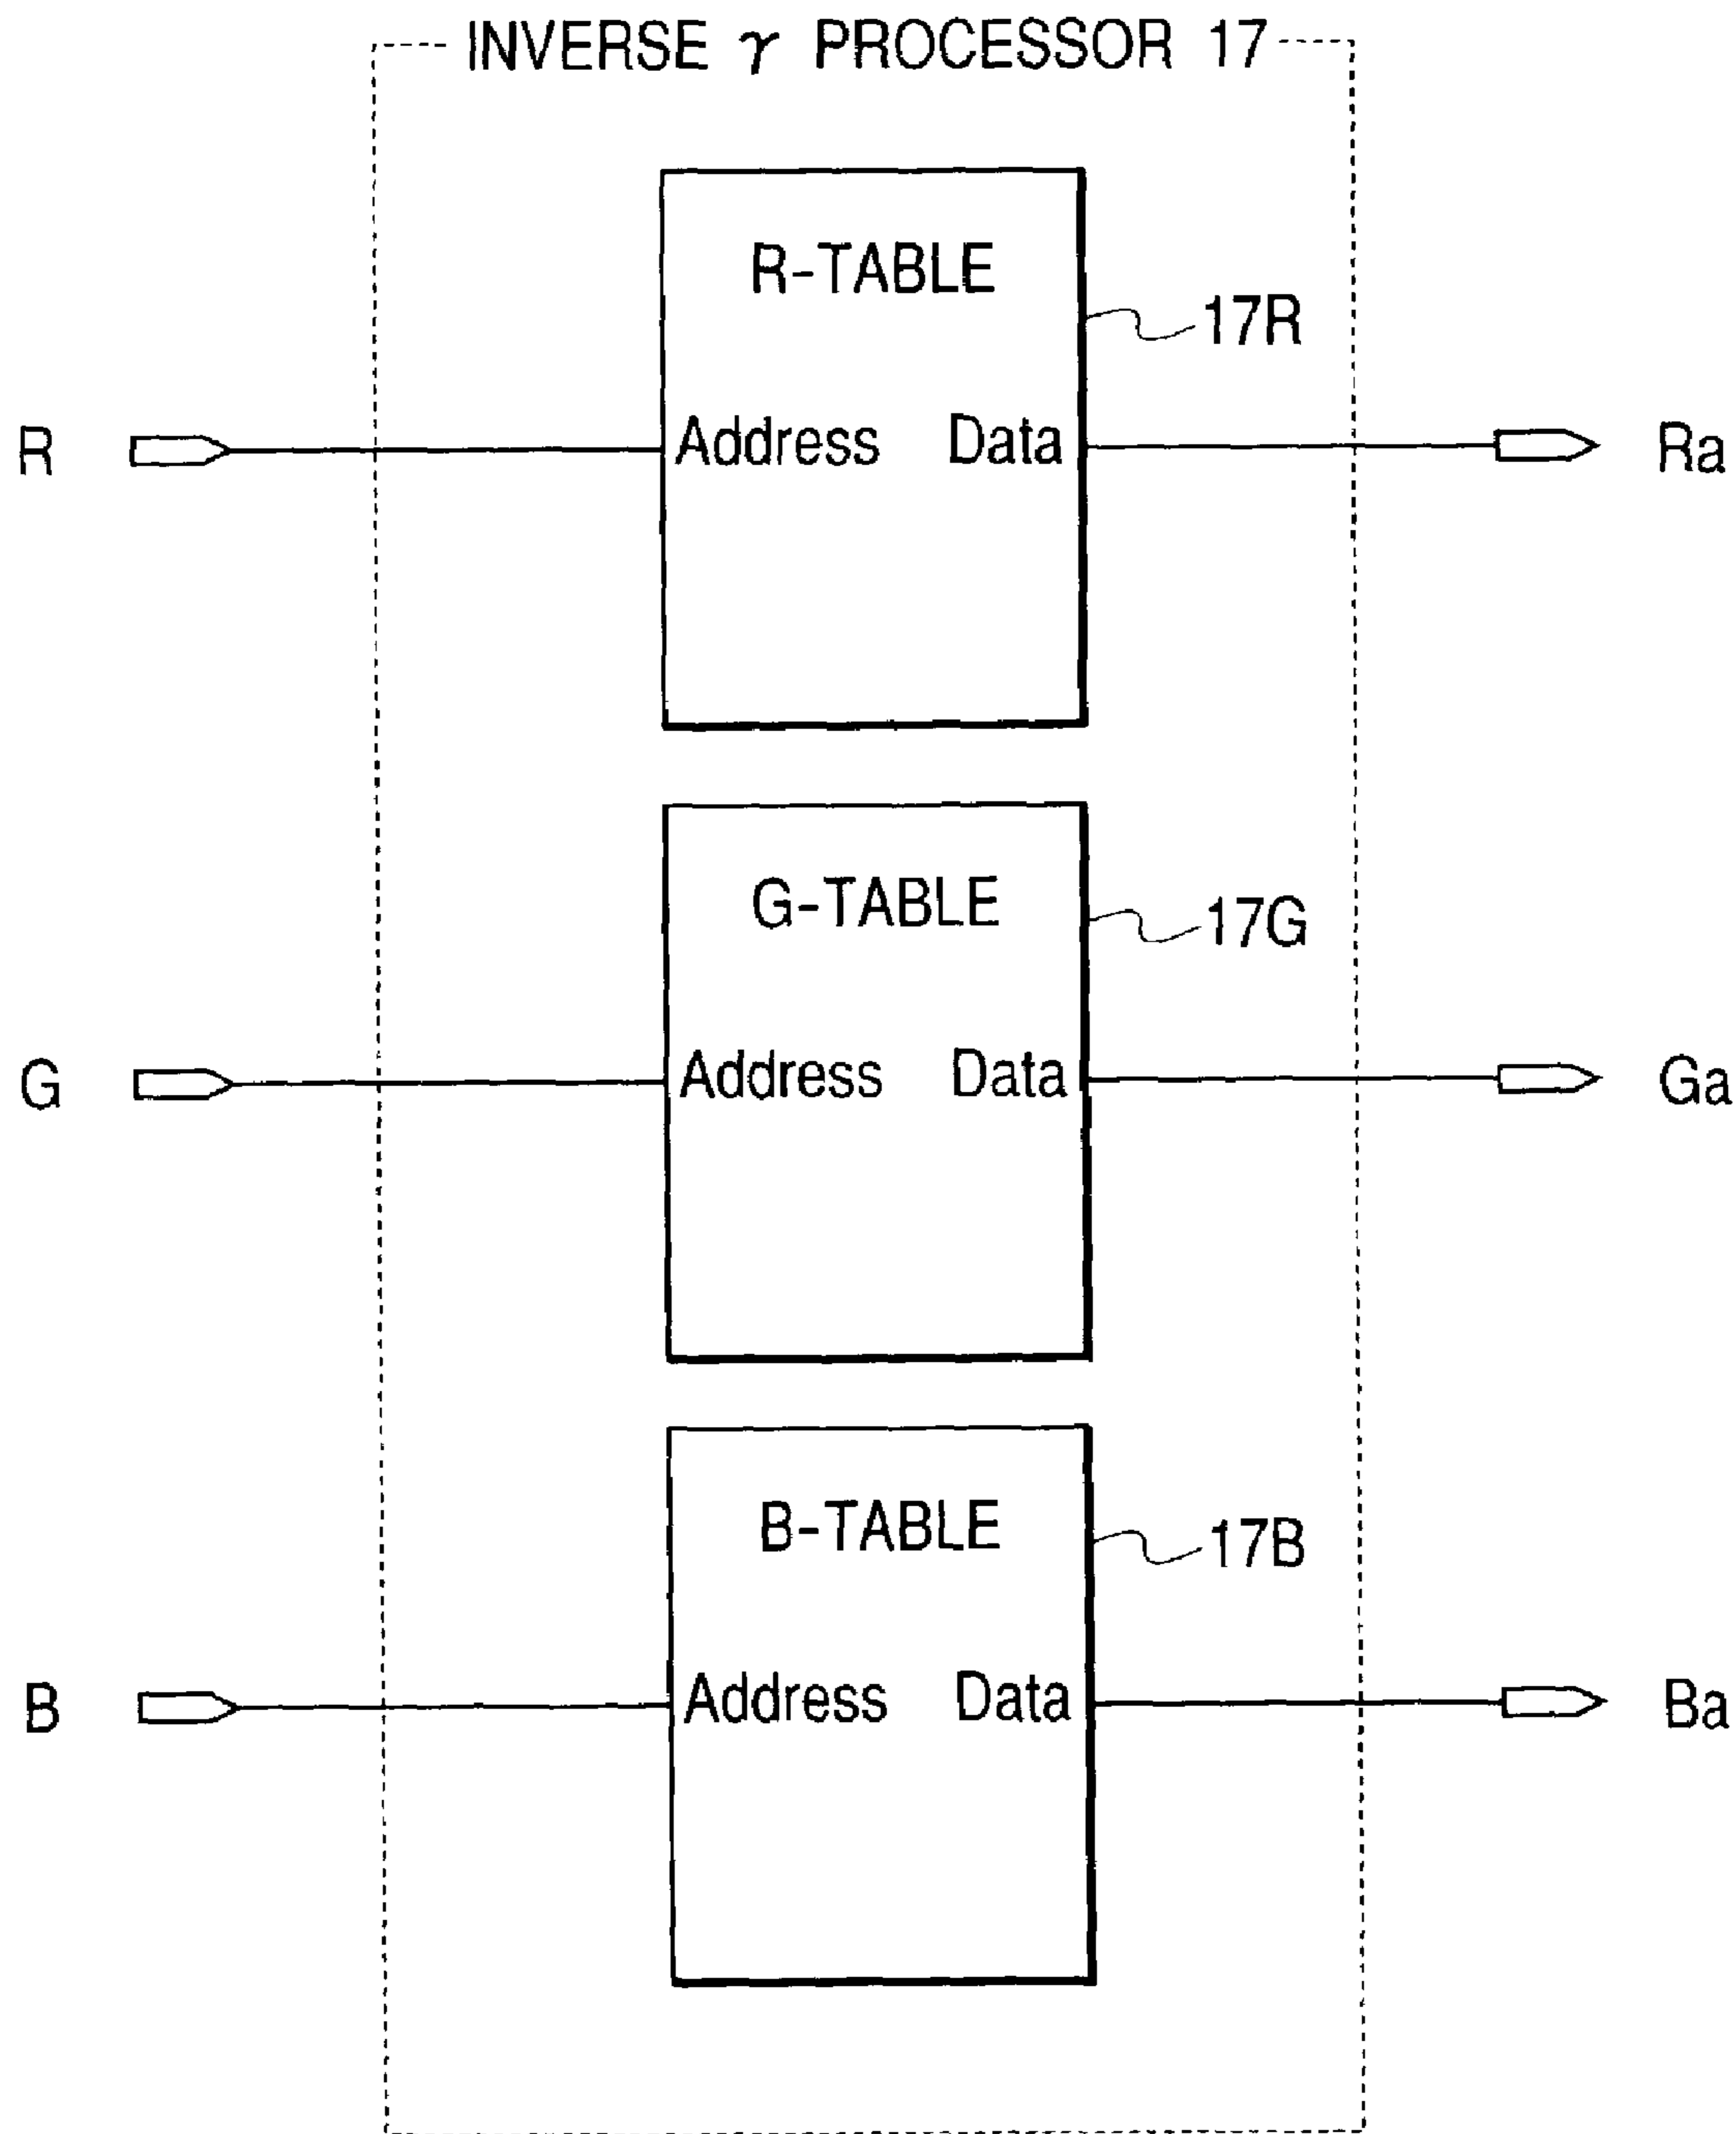 INVERSE γ PROCESSOR 17
R-TABLE
17R
R Address Data Ra
G-TABLE
17G
G Address Data Ga
B-TABLE
17B
B Address Data Ba